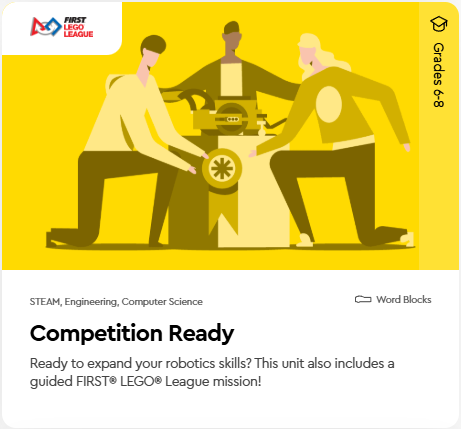 FIRST
LEGO
LEAGUE
Grades 6-8
STEAM, Engineering, Computer Science
Word Blocks
Competition Ready
Ready to expand your robotics skills? This unit also includes a
guided FIRST® LEGO® League mission!